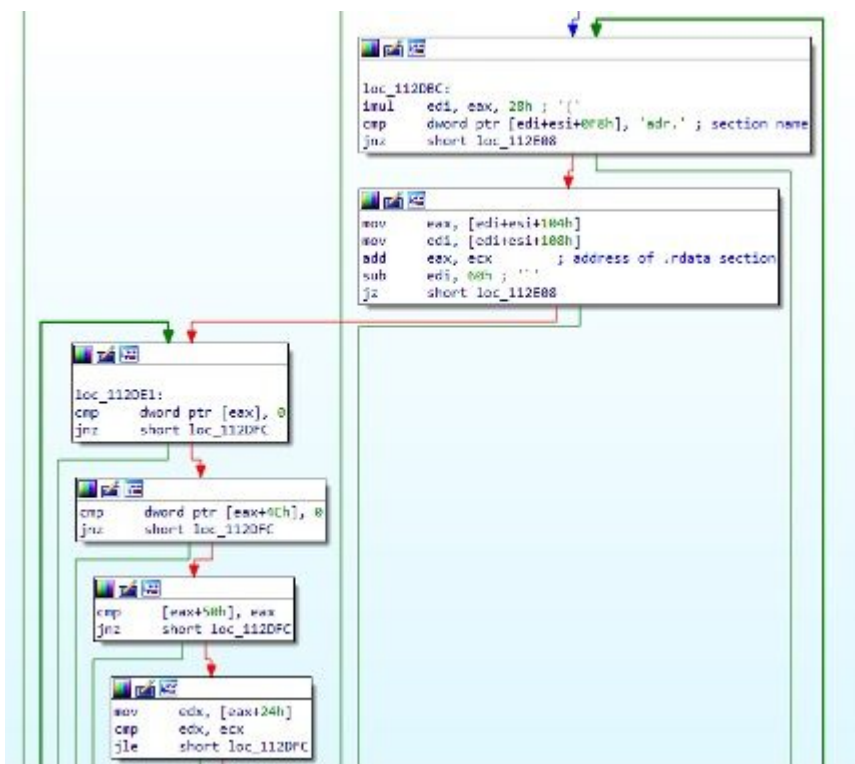 loc_112DBC:
imul edi, eax, 28h ; '('
cmp dword ptr [edi+esi+0F8h], 'adr.' ; section name
jnz short loc_112E08
mov eax, [edi+esi+104h]
mov edi, [edi+esi+108h]
add eax, ecx ; address of .rdata section
sub edi, 60h ; '`'
jz short loc_112E08
loc_112DE1:
cmp dword ptr [eax], 0
jnz short loc_112DFC
cmp dword ptr [eax+4Ch], 0
jnz short loc_112DFC
cmp [eax+50h], eax
jnz short loc_112DFC
mov edx, [eax+24h]
cmp edx, ecx
jle short loc_112DFC